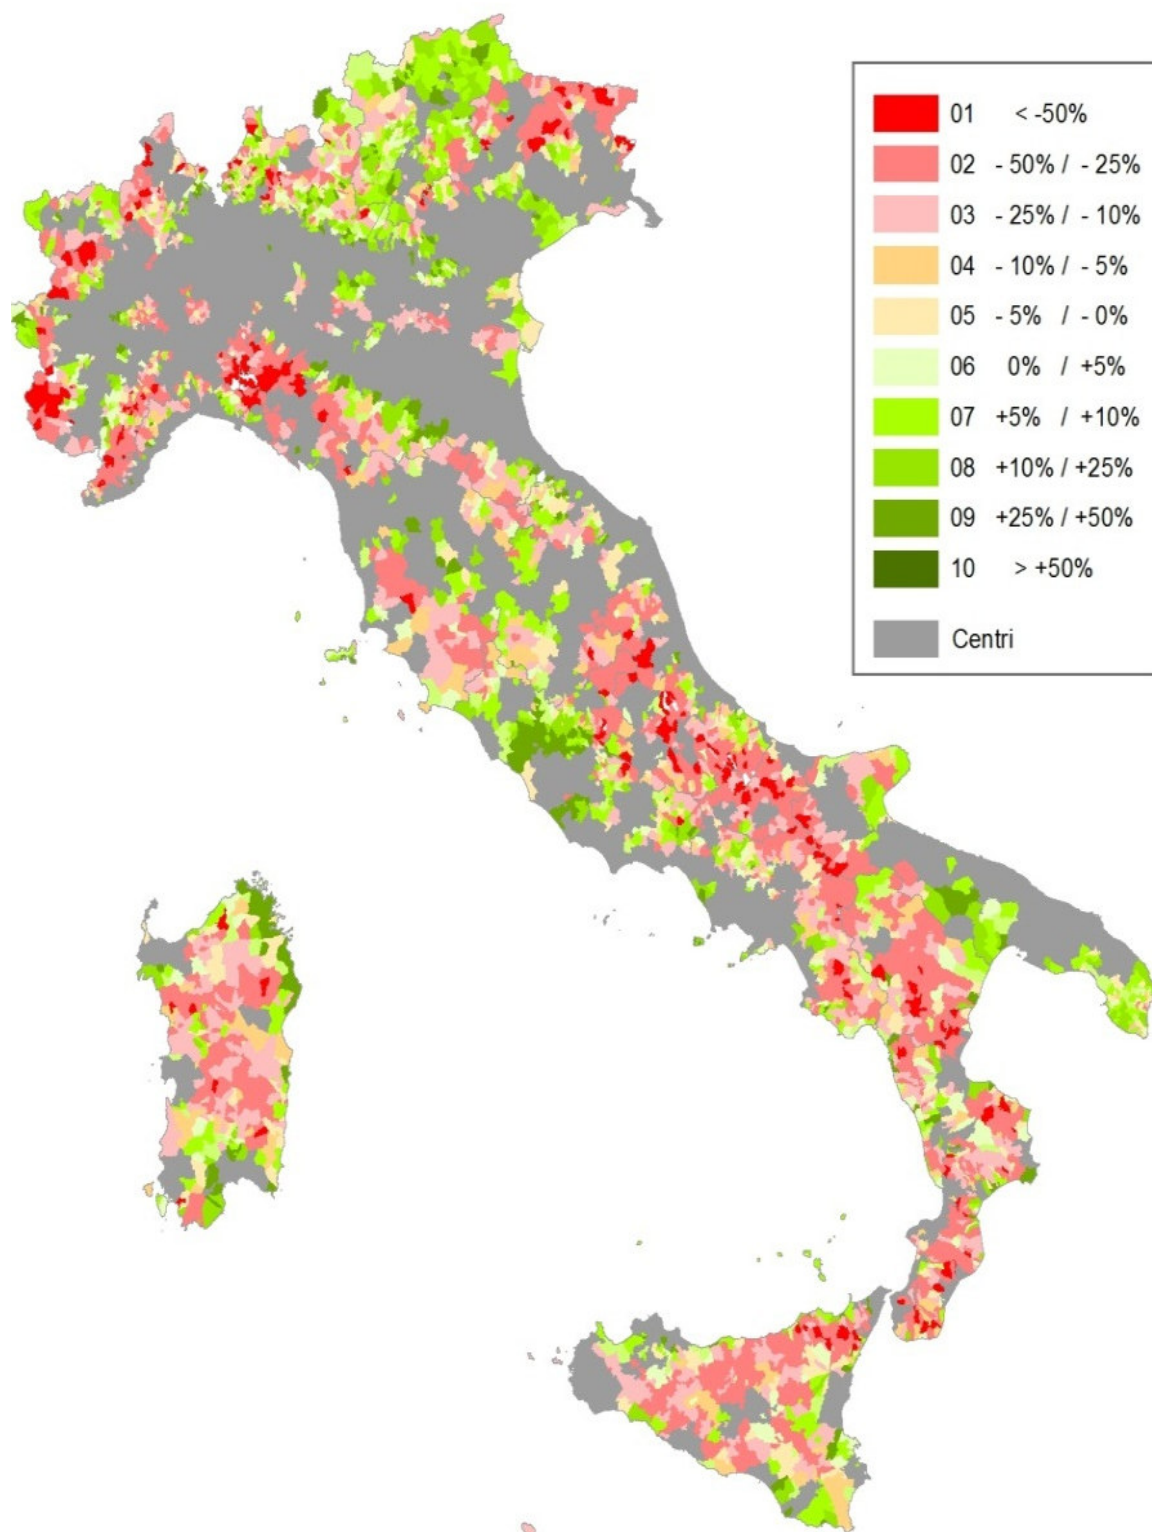 01 < -50%
02 - 50% / - 25%
03 - 25% / - 10%
04 - 10% / - 5%
05 - 5% / - 0%
06 0% / +5%
07 +5% / +10%
08 +10% / +25%
09 +25% / +50%
10 > +50%
Centri